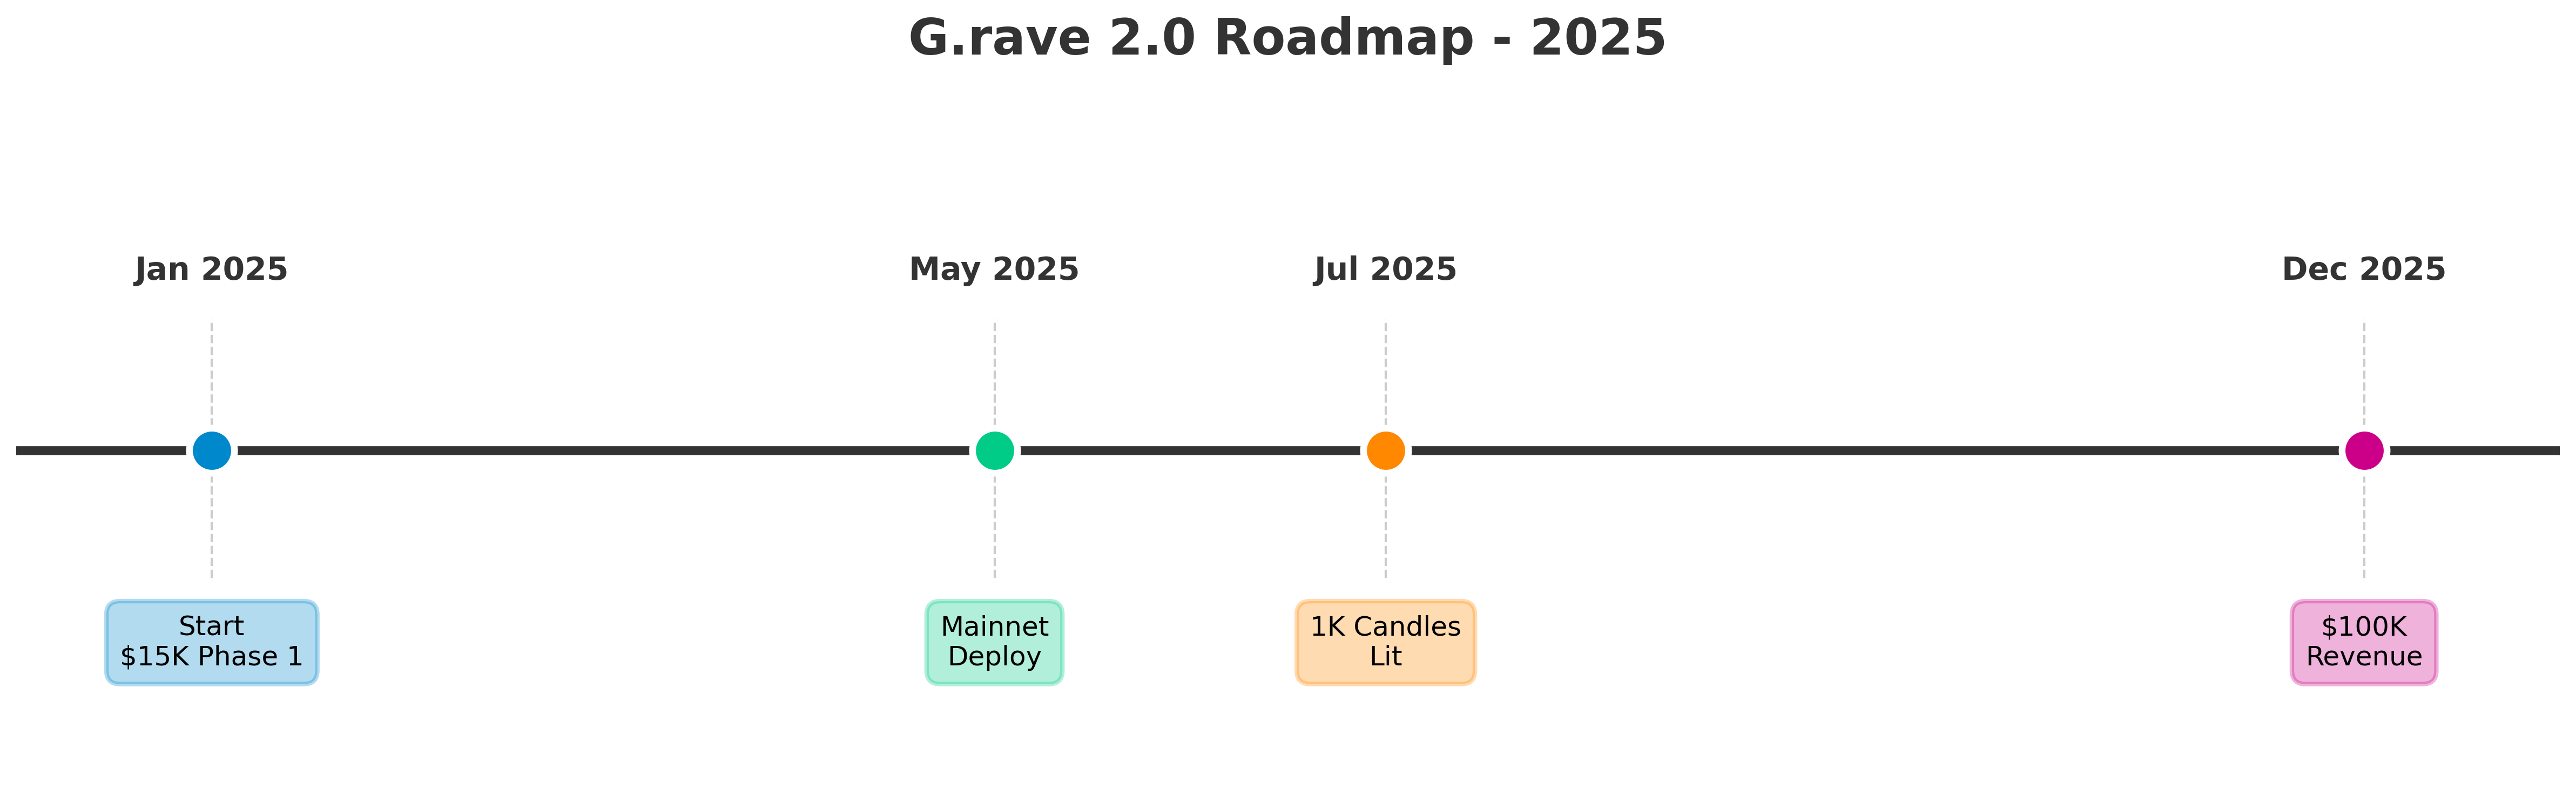 G.rave 2.0 Roadmap - 2025
Jan 2025
May 2025
Jul 2025
Dec 2025
Start
$15K Phase 1
Mainnet
Deploy
1K Candles
Lit
$100K
Revenue